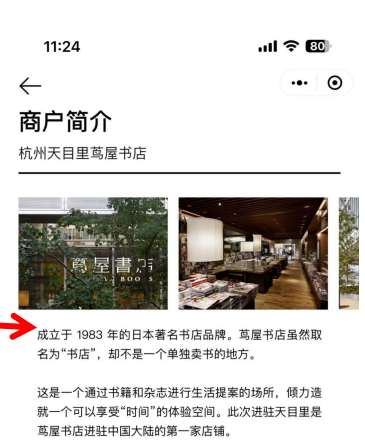 11:24
80
商户简介
杭州天目里茑屋书店
蔦屋書店
成立于 1983 年的日本著名书店品牌。茑屋书店虽然取
名为“书店”，却不是一个单独卖书的地方。
这是一个通过书籍和杂志进行生活提案的场所，倾力造
就一个可以享受“时间”的体验空间。此次进驻天目里是
茑屋书店进驻中国大陆的第一家店铺。